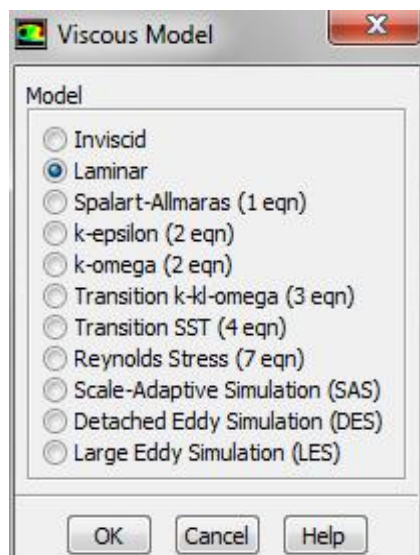 Viscous Model
Model
Inviscid
Laminar
Spalart-Allmaras (1 eqn)
k-epsilon (2 eqn)
k-omega (2 eqn)
Transition k-kl-omega (3 eqn)
Transition SST (4 eqn)
Reynolds Stress (7 eqn)
Scale-Adaptive Simulation (SAS)
Detached Eddy Simulation (DES)
Large Eddy Simulation (LES)
OK Cancel Help